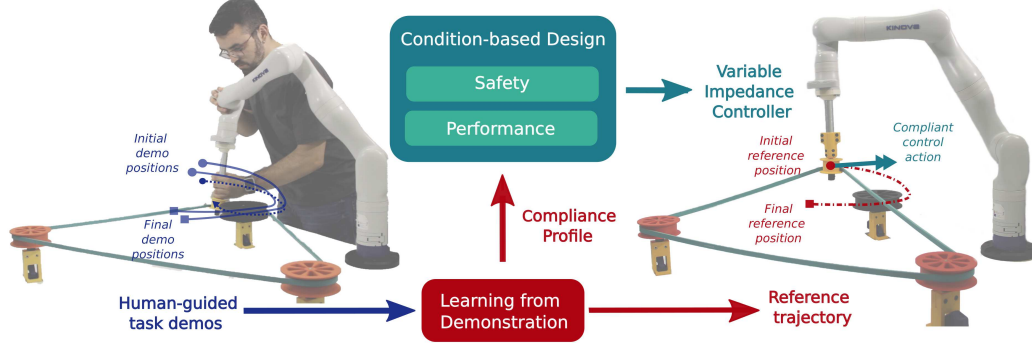 KINOVA
Initial
demo
positions
Final
demo
positions
Human-guided
task demos
Condition-based Design
Safety
Performance
Compliance
Profile
Learning from
Demonstration
Variable
Impedance
Controller
KINOVA
Initial
reference
position
Compliant
control
action
Final
reference
position
Reference
trajectory